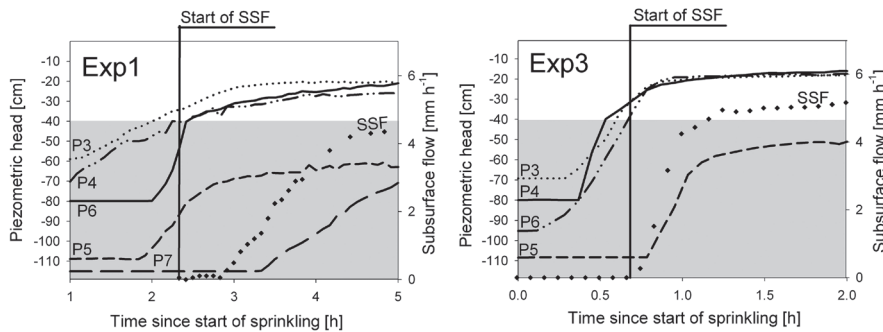 Start of SSF
Exp1
Piezometric head [cm]
-10
-20
-30
-40
-50
-60
-70
-80
-90
-100
-110
P3
P4
P6
P5
P7
SSF
6
4
2
0
Subsurface flow [mm h-1]
1
2
3
4
5
Time since start of sprinkling [h]
Start of SSF
Exp3
Piezometric head [cm]
-10
-20
-30
-40
-50
-60
-70
-80
-90
-100
-110
P3
P4
P6
P5
SSF
6
4
2
0
Subsurface flow [mm h-1]
0.0
0.5
1.0
1.5
2.0
Time since start of sprinkling [h]